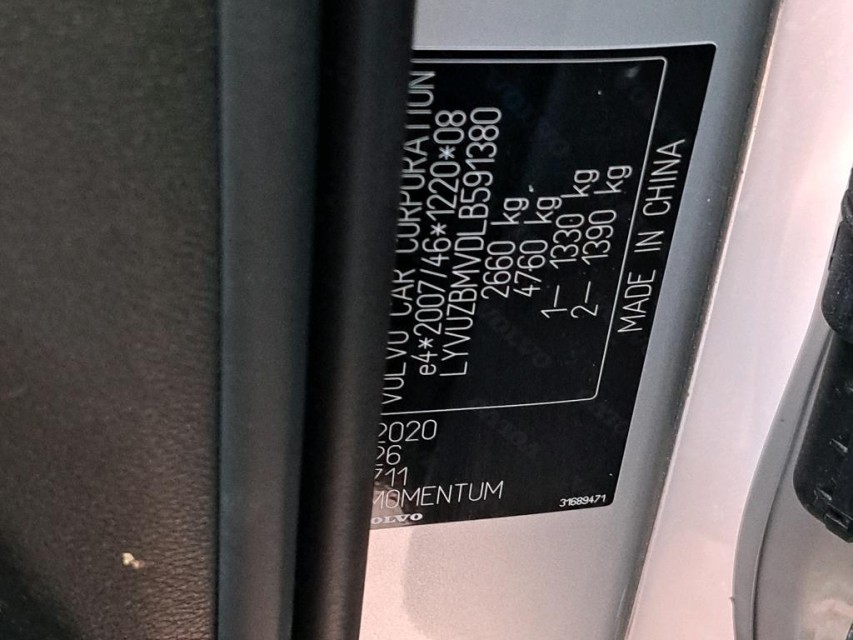 VOLVO CAR CORPORATION
e4*2007/46*1220*08
LYVUZBMVDLB591380
2660 kg
4760 kg
1– 1330 kg
2– 1390 kg
MADE IN CHINA
2020
26
711
MOMENTUM
VOLVO
31689471